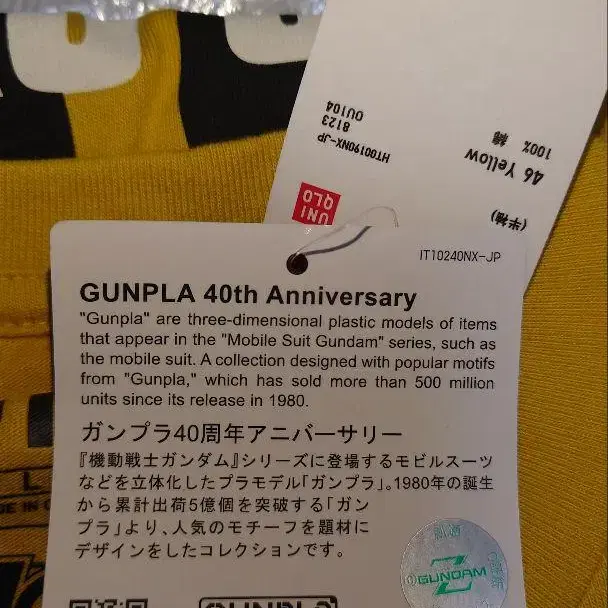 46 Yellow
100% 綿
(半袖)
HT00190NX-JP
8123
OU104
UNI
QLO
IT10240NX-JP
GUNPLA 40th Anniversary
"Gunpla" are three-dimensional plastic models of items
that appear in the "Mobile Suit Gundam" series, such as
the mobile suit. A collection designed with popular motifs
from "Gunpla," which has sold more than 500 million
units since its release in 1980.
ガンプラ40周年アニバーサリー
『機動戦士ガンダム』シリーズに登場するモビルスーツ
などを立体化したプラモデル「ガンプラ」。1980年の誕生
から累計出荷5億個を突破する「ガン
プラ」より、人気のモチーフを題材に
デザインをしたコレクションです。
L
GUNDAM
GUNPLA